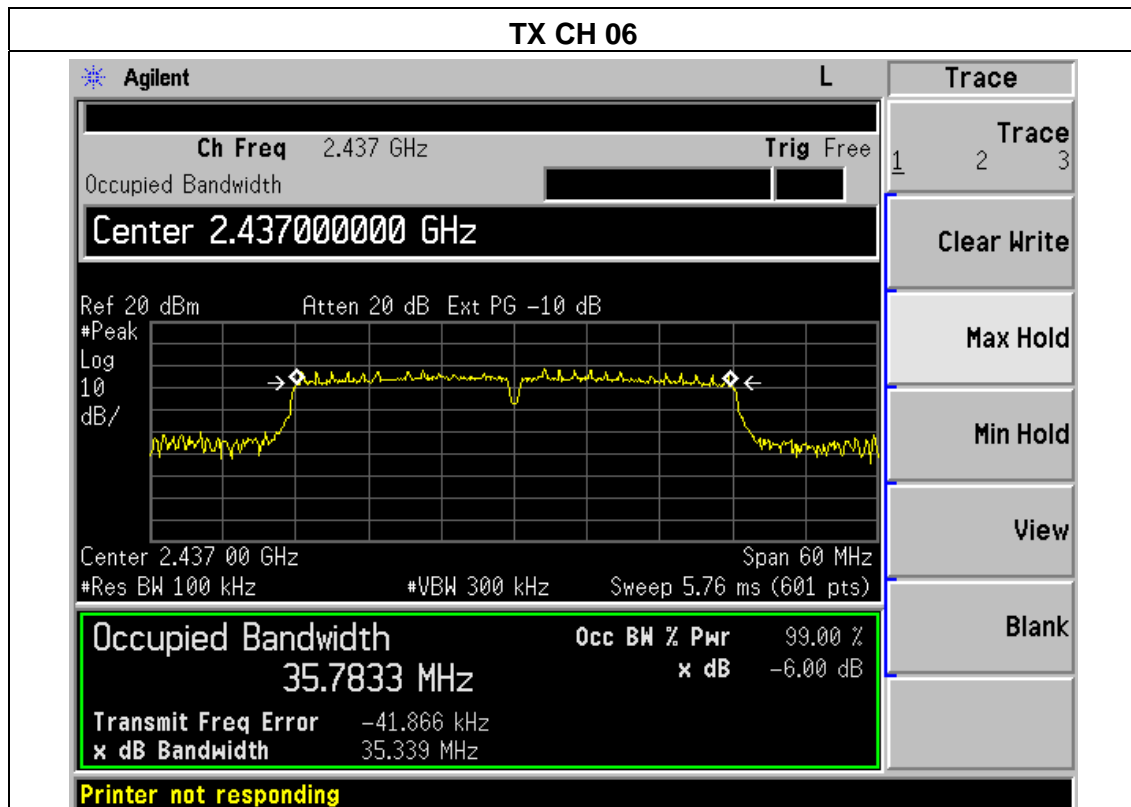 TX CH 06
Agilent L Trace
Ch Freq 2.437 GHz Trig Free
Occupied Bandwidth
Trace
1 2 3
Center 2.437000000 GHz
Clear Write
Ref 20 dBm Atten 20 dB Ext PG -10 dB
#Peak
Log
10
dB/
Max Hold
Min Hold
View
Center 2.437 00 GHz Span 60 MHz
#Res BW 100 kHz #VBW 300 kHz Sweep 5.76 ms (601 pts)
Blank
Occupied Bandwidth Occ BW % Pwr 99.00 %
35.7833 MHz x dB -6.00 dB
Transmit Freq Error -41.866 kHz
x dB Bandwidth 35.339 MHz
Printer not responding